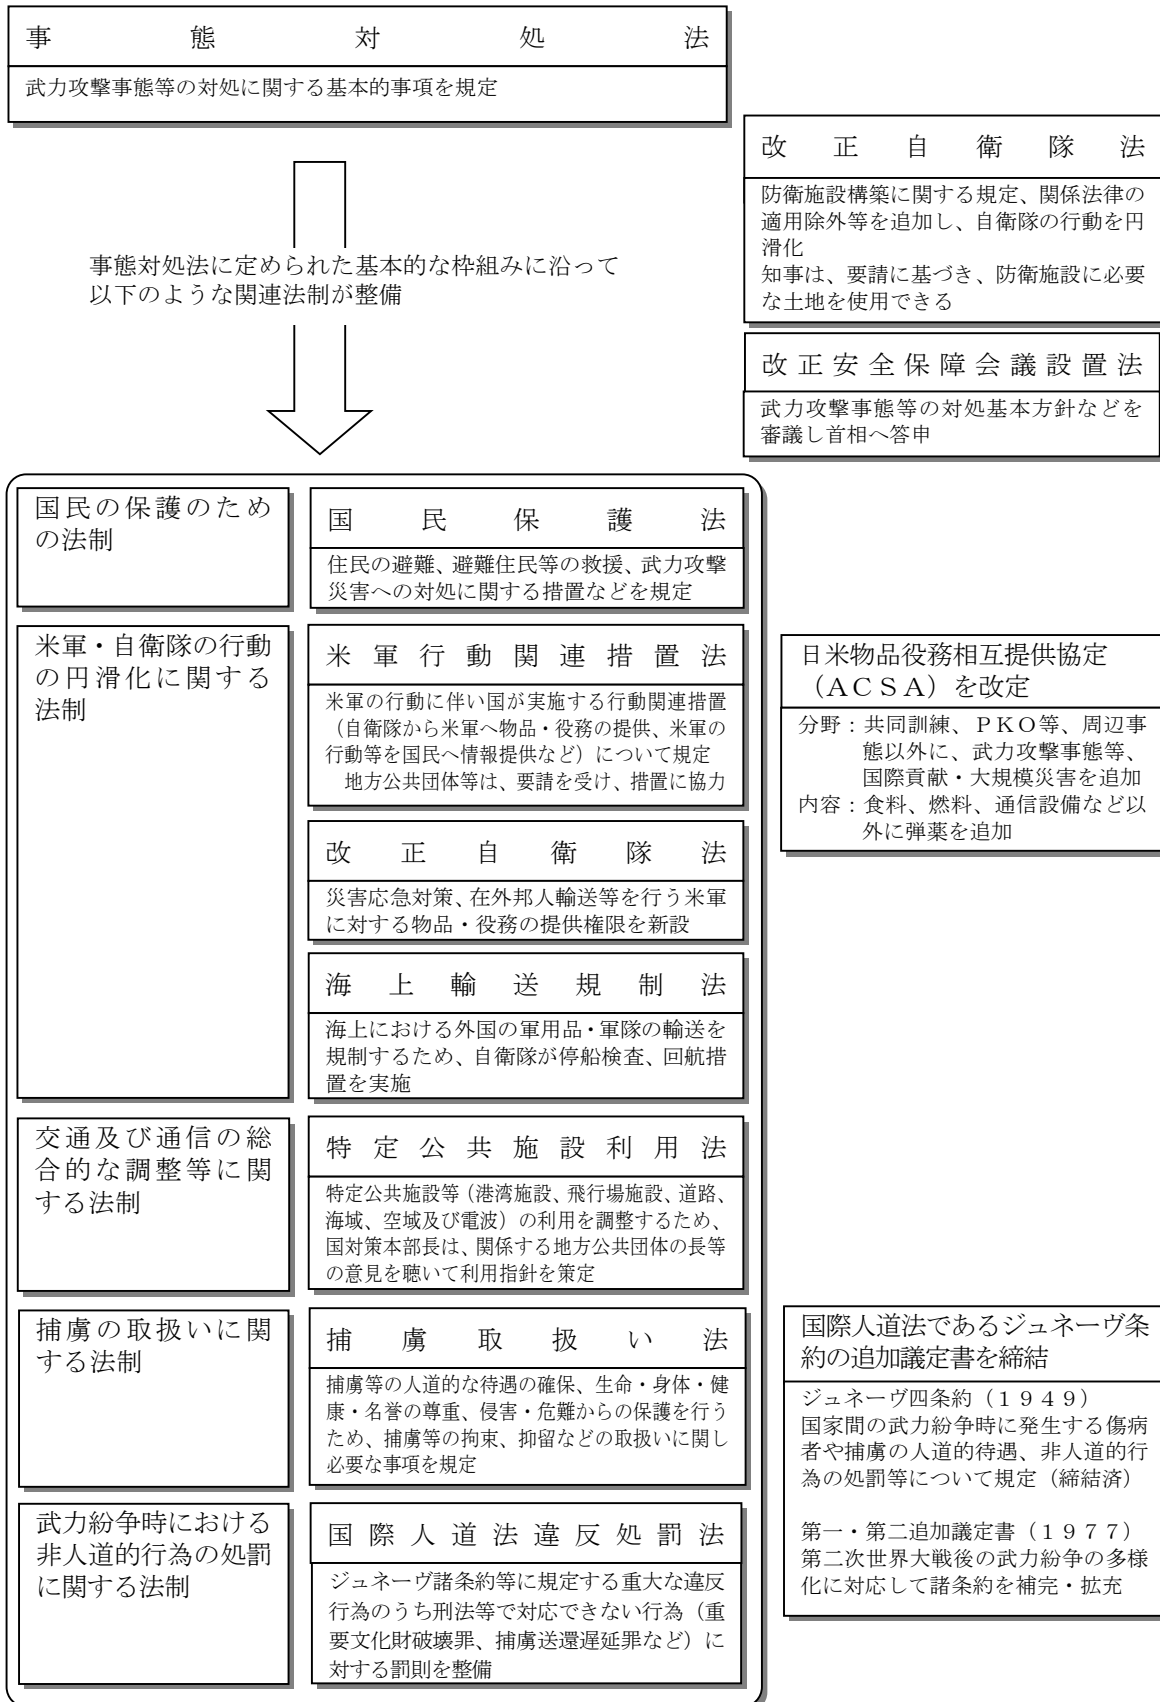 事態対処法
武力攻撃事態等の対処に関する基本的事項を規定
改正自衛隊法
防衛施設構築に関する規定、関係法律の
適用除外等を追加し、自衛隊の行動を円
滑化
知事は、要請に基づき、防衛施設に必要
な土地を使用できる
事態対処法に定められた基本的な枠組みに沿って
以下のような関連法制が整備
改正安全保障会議設置法
武力攻撃事態等の対処基本方針などを
審議し首相へ答申
国民の保護のため
の法制
国民保護法
住民の避難、避難住民等の救援、武力攻撃
災害への対処に関する措置などを規定
米軍・自衛隊の行動
の円滑化に関する
法制
米軍行動関連措置法
米軍の行動に伴い国が実施する行動関連措置
（自衛隊から米軍へ物品・役務の提供、米軍の
行動等を国民へ情報提供など）について規定
地方公共団体等は、要請を受け、措置に協力
日米物品役務相互提供協定
（ＡＣＳＡ）を改定
分野：共同訓練、ＰＫＯ等、周辺事
態以外に、武力攻撃事態等、
国際貢献・大規模災害を追加
内容：食料、燃料、通信設備など以
外に弾薬を追加
改正自衛隊法
災害応急対策、在外邦人輸送等を行う米軍
に対する物品・役務の提供権限を新設
海上輸送規制法
海上における外国の軍用品・軍隊の輸送を
規制するため、自衛隊が停船検査、回航措
置を実施
交通及び通信の総
合的な調整等に関
する法制
特定公共施設利用法
特定公共施設等（港湾施設、飛行場施設、道路、
海域、空域及び電波）の利用を調整するため、
国対策本部長は、関係する地方公共団体の長等
の意見を聴いて利用指針を策定
捕虜の取扱いに関
する法制
捕虜取扱い法
捕虜等の人道的な待遇の確保、生命・身体・健
康・名誉の尊重、侵害・危難からの保護を行う
ため、捕虜等の拘束、抑留などの取扱いに関し
必要な事項を規定
国際人道法であるジュネーヴ条
約の追加議定書を締結
ジュネーヴ四条約（１９４９）
国家間の武力紛争時に発生する傷病
者や捕虜の人道的待遇、非人道的行
為の処罰等について規定（締結済）
第一・第二追加議定書（１９７７）
第二次世界大戦後の武力紛争の多様
化に対応して諸条約を補完・拡充
武力紛争時における
非人道的行為の処罰
に関する法制
国際人道法違反処罰法
ジュネーヴ諸条約等に規定する重大な違反
行為のうち刑法等で対応できない行為（重
要文化財破壊罪、捕虜送還遅延罪など）に
対する罰則を整備